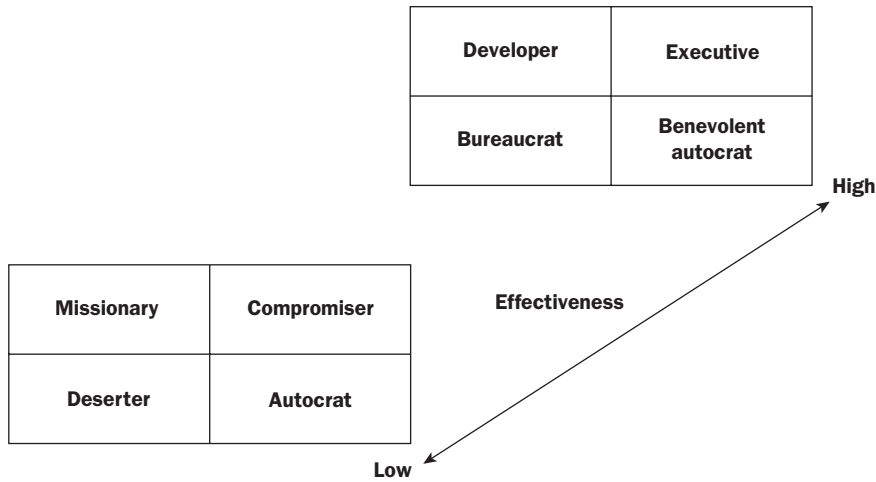 Developer
Executive
Bureaucrat
Benevolent
autocrat
High
Missionary
Compromiser
Effectiveness
Deserter
Autocrat
Low